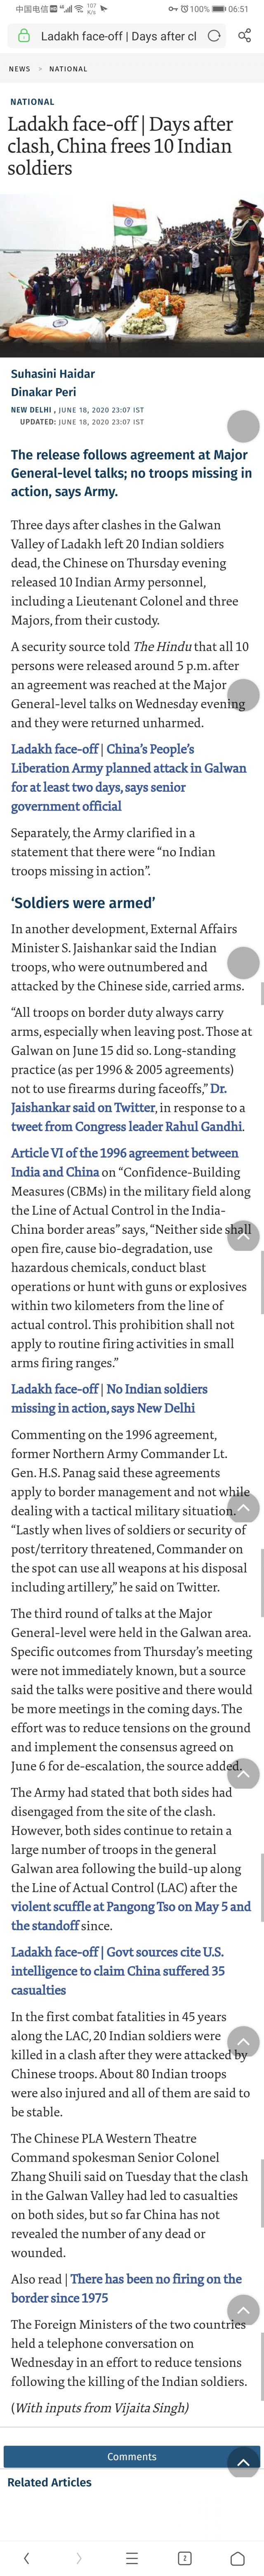 中国电信 HD 4G 107 K/s 100% 06:51
Ladakh face-off | Days after cl
NEWS > NATIONAL
NATIONAL
Ladakh face-off | Days after
clash, China frees 10 Indian
soldiers
Suhasini Haidar
Dinakar Peri
NEW DELHI , JUNE 18, 2020 23:07 IST
UPDATED: JUNE 18, 2020 23:07 IST
The release follows agreement at Major
General-level talks; no troops missing in
action, says Army.
Three days after clashes in the Galwan
Valley of Ladakh left 20 Indian soldiers
dead, the Chinese on Thursday evening
released 10 Indian Army personnel,
including a Lieutenant Colonel and three
Majors, from their custody.
A security source told The Hindu that all 10
persons were released around 5 p.m. after
an agreement was reached at the Major
General-level talks on Wednesday evening
and they were returned unharmed.
Ladakh face-off | China’s People’s
Liberation Army planned attack in Galwan
for at least two days, says senior
government official
Separately, the Army clarified in a
statement that there were “no Indian
troops missing in action”.
‘Soldiers were armed’
In another development, External Affairs
Minister S. Jaishankar said the Indian
troops, who were outnumbered and
attacked by the Chinese side, carried arms.
“All troops on border duty always carry
arms, especially when leaving post. Those at
Galwan on June 15 did so. Long-standing
practice (as per 1996 & 2005 agreements)
not to use firearms during faceoffs,” Dr.
Jaishankar said on Twitter, in response to a
tweet from Congress leader Rahul Gandhi.
Article VI of the 1996 agreement between
India and China on “Confidence-Building
Measures (CBMs) in the military field along
the Line of Actual Control in the India-
China border areas” says, “Neither side shall
open fire, cause bio-degradation, use
hazardous chemicals, conduct blast
operations or hunt with guns or explosives
within two kilometers from the line of
actual control. This prohibition shall not
apply to routine firing activities in small
arms firing ranges.”
Ladakh face-off | No Indian soldiers
missing in action, says New Delhi
Commenting on the 1996 agreement,
former Northern Army Commander Lt.
Gen. H.S. Panag said these agreements
apply to border management and not while
dealing with a tactical military situation.
“Lastly when lives of soldiers or security of
post/territory threatened, Commander on
the spot can use all weapons at his disposal
including artillery,” he said on Twitter.
The third round of talks at the Major
General-level were held in the Galwan area.
Specific outcomes from Thursday’s meeting
were not immediately known, but a source
said the talks were positive and there would
be more meetings in the coming days. The
effort was to reduce tensions on the ground
and implement the consensus agreed on
June 6 for de-escalation, the source added.
The Army had stated that both sides had
disengaged from the site of the clash.
However, both sides continue to retain a
large number of troops in the general
Galwan following the build-up along
the Line of Actual Control (LAC) after the
violent scuffle at Pangong Tso on May 5 and
the standoff since.
Ladakh face-off | Govt sources cite U.S.
intelligence to claim China suffered 35
casualties
In the first combat fatalities in 45 years
along the LAC, 20 Indian soldiers were
killed in a clash after they were attacked by
Chinese troops. About 80 Indian troops
were also injured and all of them are said to
be stable.
The Chinese PLA Western Theatre
Command spokesman Senior Colonel
Zhang Shuili said on Tuesday that the clash
in the Galwan Valley had led to casualties
on both sides, but so far China has not
revealed the number of any dead or
wounded.
Also read | There has been no firing on the
border since 1975
The Foreign Ministers of the two countries
held a telephone conversation on
Wednesday in an effort to reduce tensions
following the killing of the Indian soldiers.
(With inputs from Vijaita Singh)
Comments
Related Articles
2